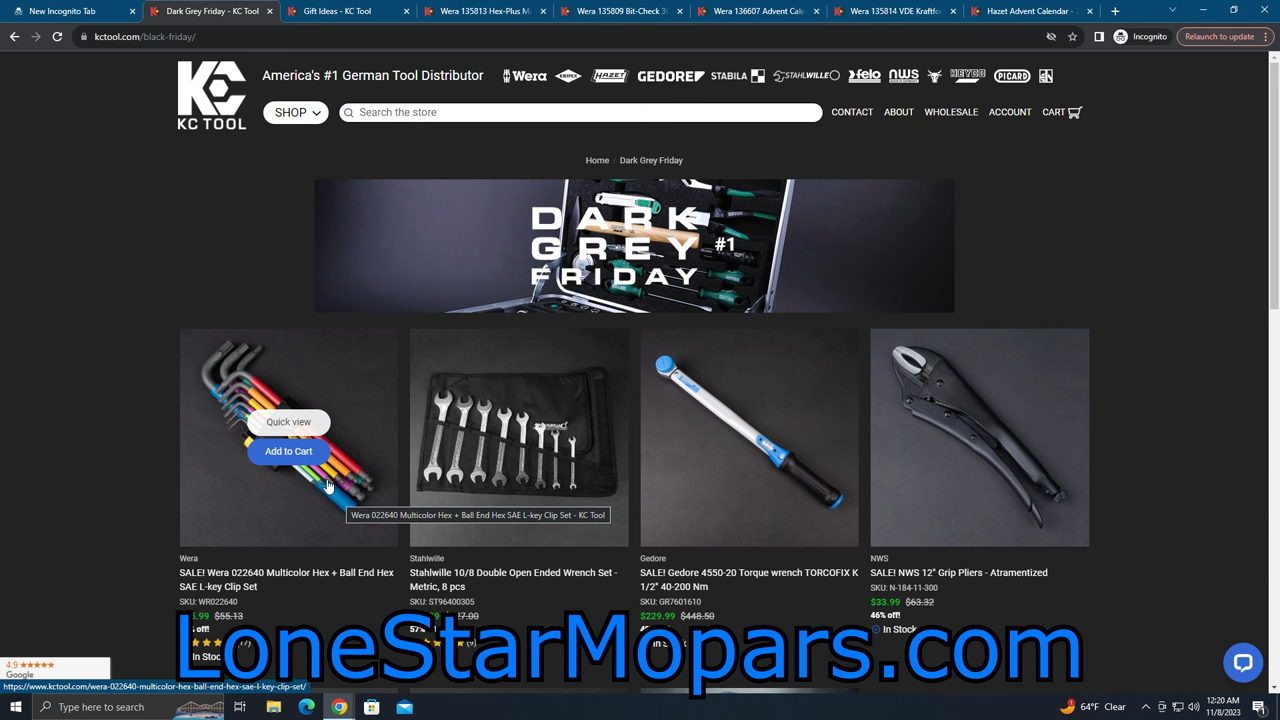 New Incognito Tab
Dark Grey Friday - KC Tool
Gift Ideas - KC Tool
Wera 135813 Hex-Plus M
Wera 135809 Bit-Check 30
Wera 136607 Advent Calen
Wera 135814 VDE Kraftfo
Hazet Advent Calendar - 2
kctool.com/black-friday/
Incognito
Relaunch to update
KC TOOL
America's #1 German Tool Distributor
Wera KNIPEX HAZET GEDORE STABILA STAHLWILLE felo NWS HEYCO PICARD
SHOP
Search the store
CONTACT ABOUT WHOLESALE ACCOUNT CART
Home / Dark Grey Friday
DARK
GREY #1
FRIDAY
Quick view
Add to Cart
Wera 022640 Multicolor Hex + Ball End Hex SAE L-key Clip Set - KC Tool
Wera
SALE! Wera 022640 Multicolor Hex + Ball End Hex
SAE L-key Clip Set
SKU: WR022640
$55.13
off!
(17)
In Stock
Stahlwille
Stahlwille 10/8 Double Open Ended Wrench Set -
Metric, 8 pcs
SKU: ST96400305
57%
(9)
Gedore
SALE! Gedore 4550-20 Torque wrench TORCOFIX K
1/2" 40-200 Nm
SKU: GR7601610
$229.99 $448.50
In Stock
NWS
SALE! NWS 12" Grip Pliers - Atramentized
SKU: N-184-11-300
$33.99 $63.32
46% off!
In Stock
LoneStarMopars.com
4.9
Google
https://www.kctool.com/wera-022640-multicolor-hex-ball-end-hex-sae-l-key-clip-set/
Type here to search
64°F Clear
12:20 AM
11/8/2023